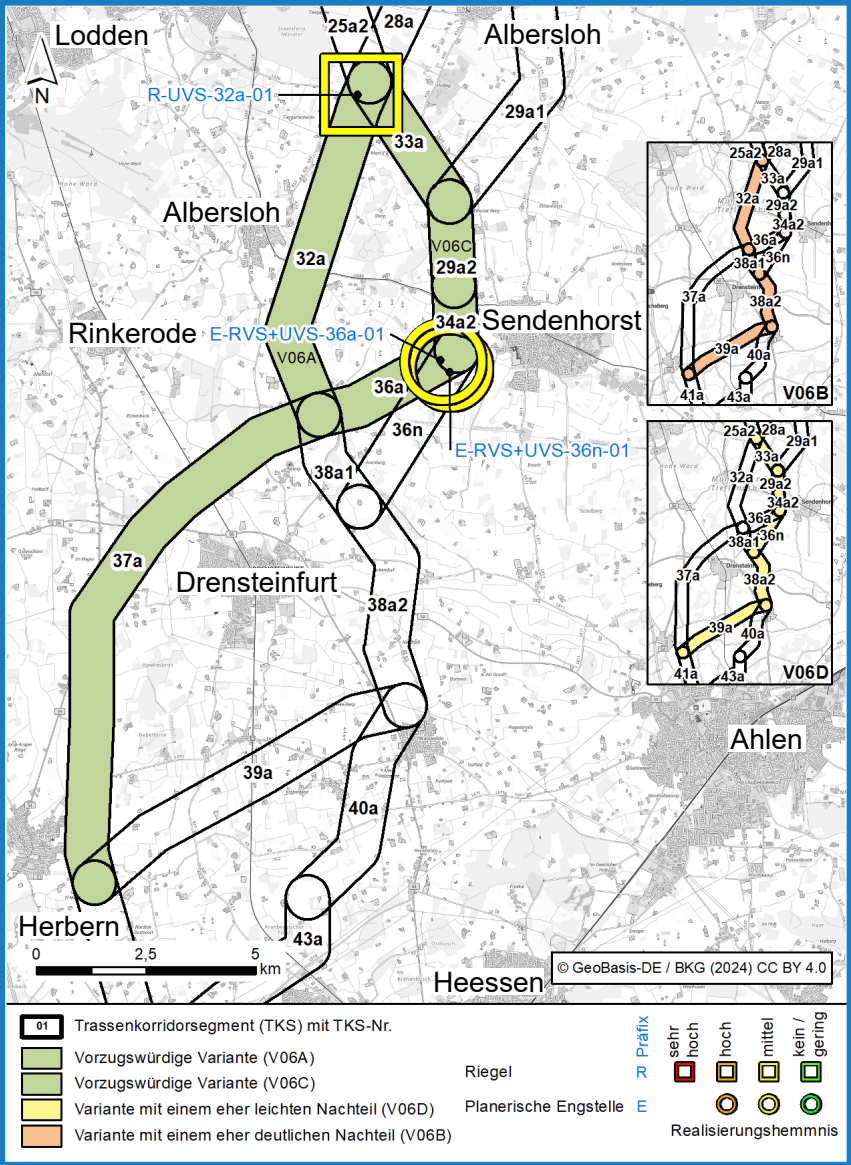 Lodden
25a2
28a
Albersloh
N
R-UVS-32a-01
29a1
33a
Albersloh
V06C
32a
29a2
34a2
Sendenhorst
Rinkerode
E-RVS+UVS-36a-01
V06A
36a
36n
E-RVS+UVS-36n-01
38a1
37a
Drensteinfurt
38a2
39a
40a
Ahlen
Herbern
43a
Heessen
0 2,5 5
km
25a2 28a
29a1
33a
32a
29a2
34a2
36a
36n
38a1
37a
38a2
39a
40a
41a
43a
V06B
25a2 28a
29a1
33a
32a
29a2
34a2
36a
36n
38a1
37a
38a2
39a
40a
41a
43a
V06D
© GeoBasis-DE / BKG (2024) CC BY 4.0
01 Trassenkorridorsegment (TKS) mit TKS-Nr.
Vorzugswürdige Variante (V06A)
Vorzugswürdige Variante (V06C)
Variante mit einem eher leichten Nachteil (V06D)
Variante mit einem eher deutlichen Nachteil (V06B)
Präfix
sehr hoch
hoch
mittel
kein / gering
Riegel R
Planerische Engstelle E
Realisierungshemmnis